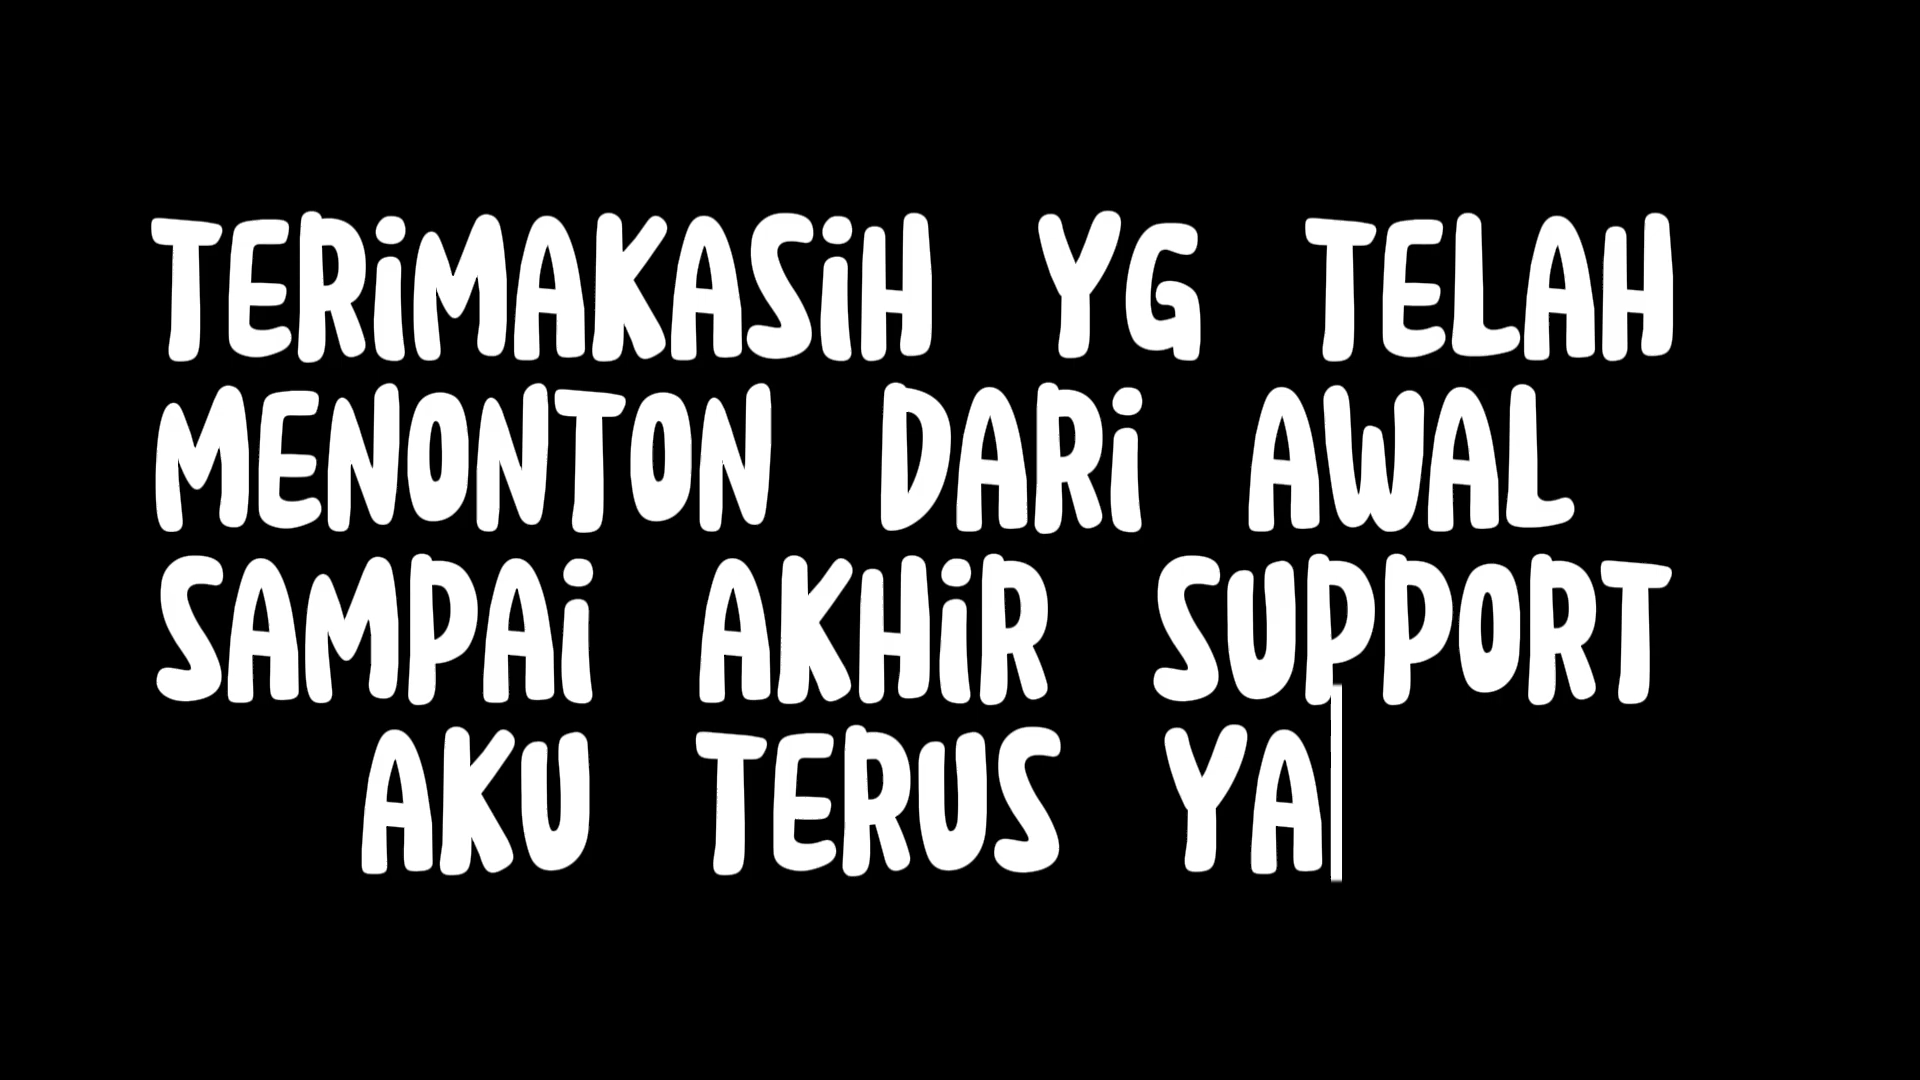 TERiMAKASiH YG TELAH
MENONTON DARi AWAL
SAMPAi AKHiR SUPPORT
AKU TERUS YA